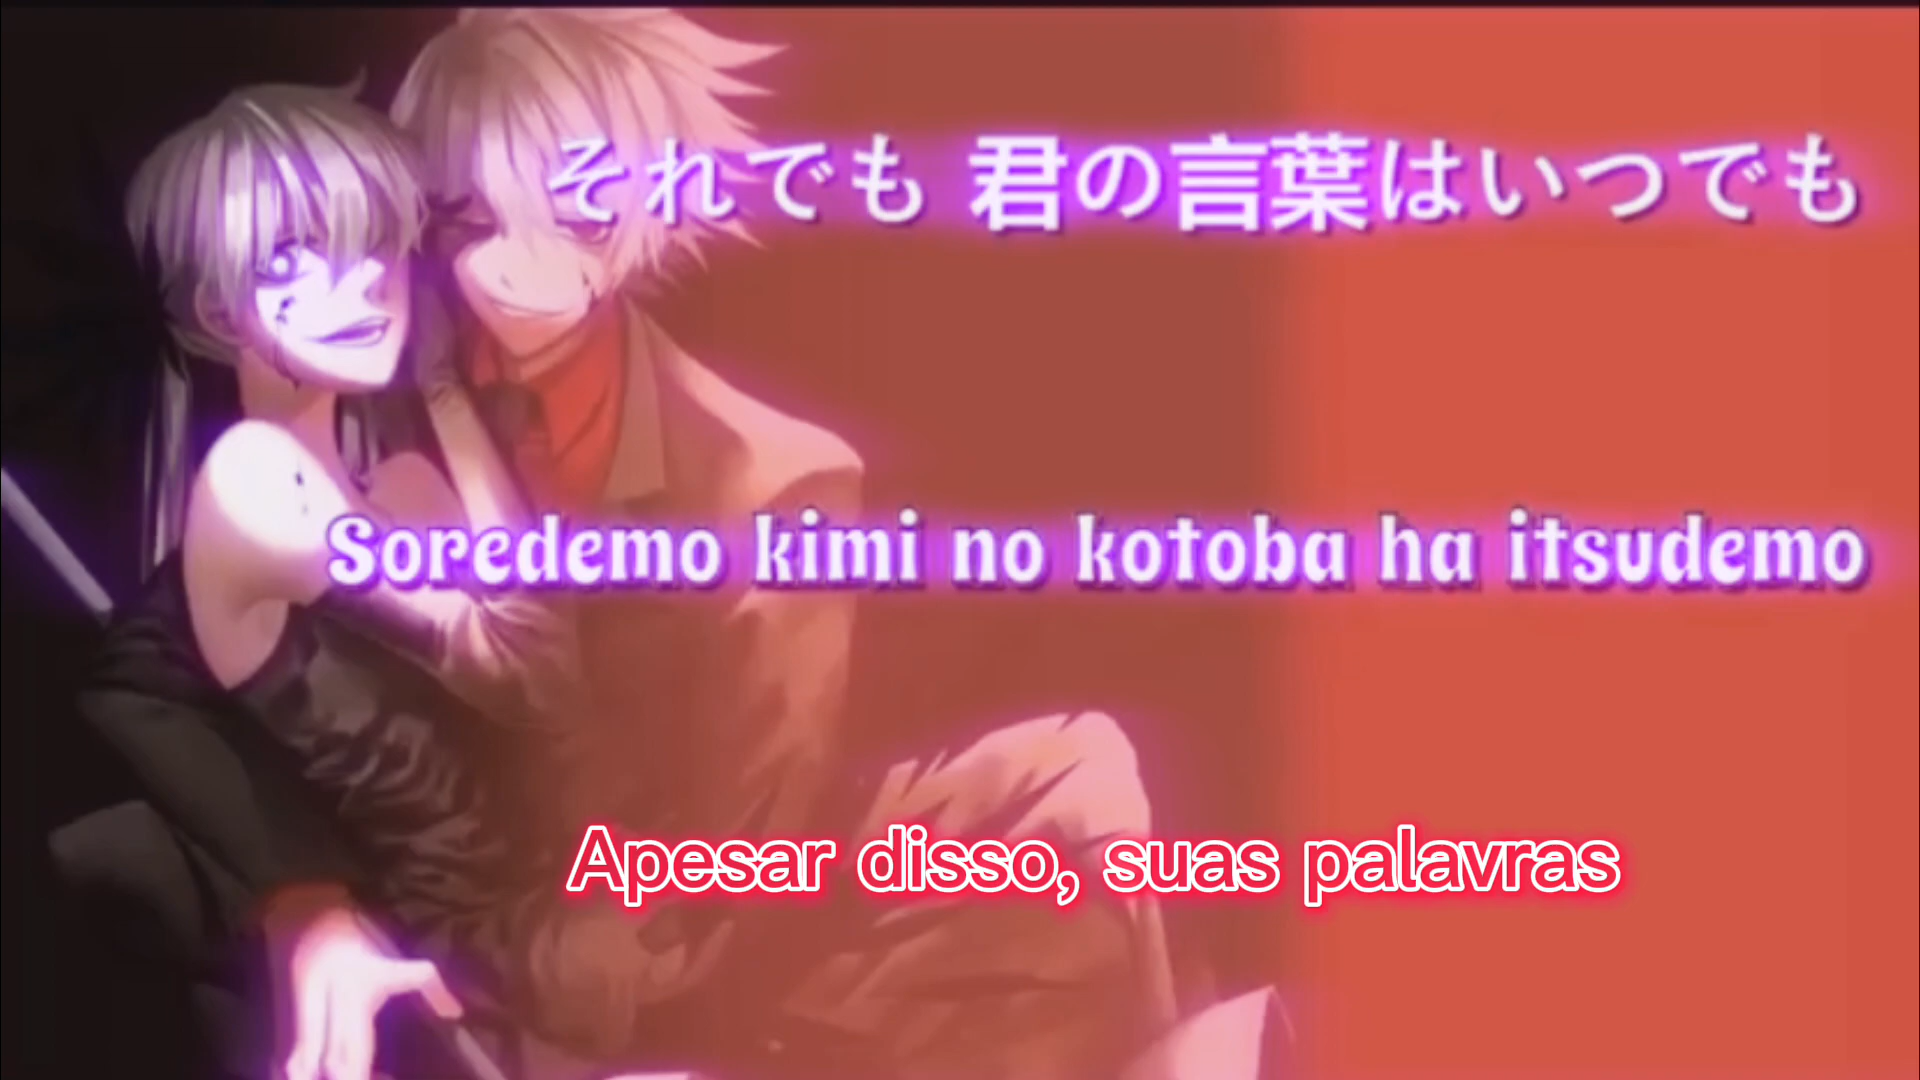 それでも 君の言葉はいつでも
Soredemo kimi no kotoba ha itsudemo
Apesar disso, suas palavras